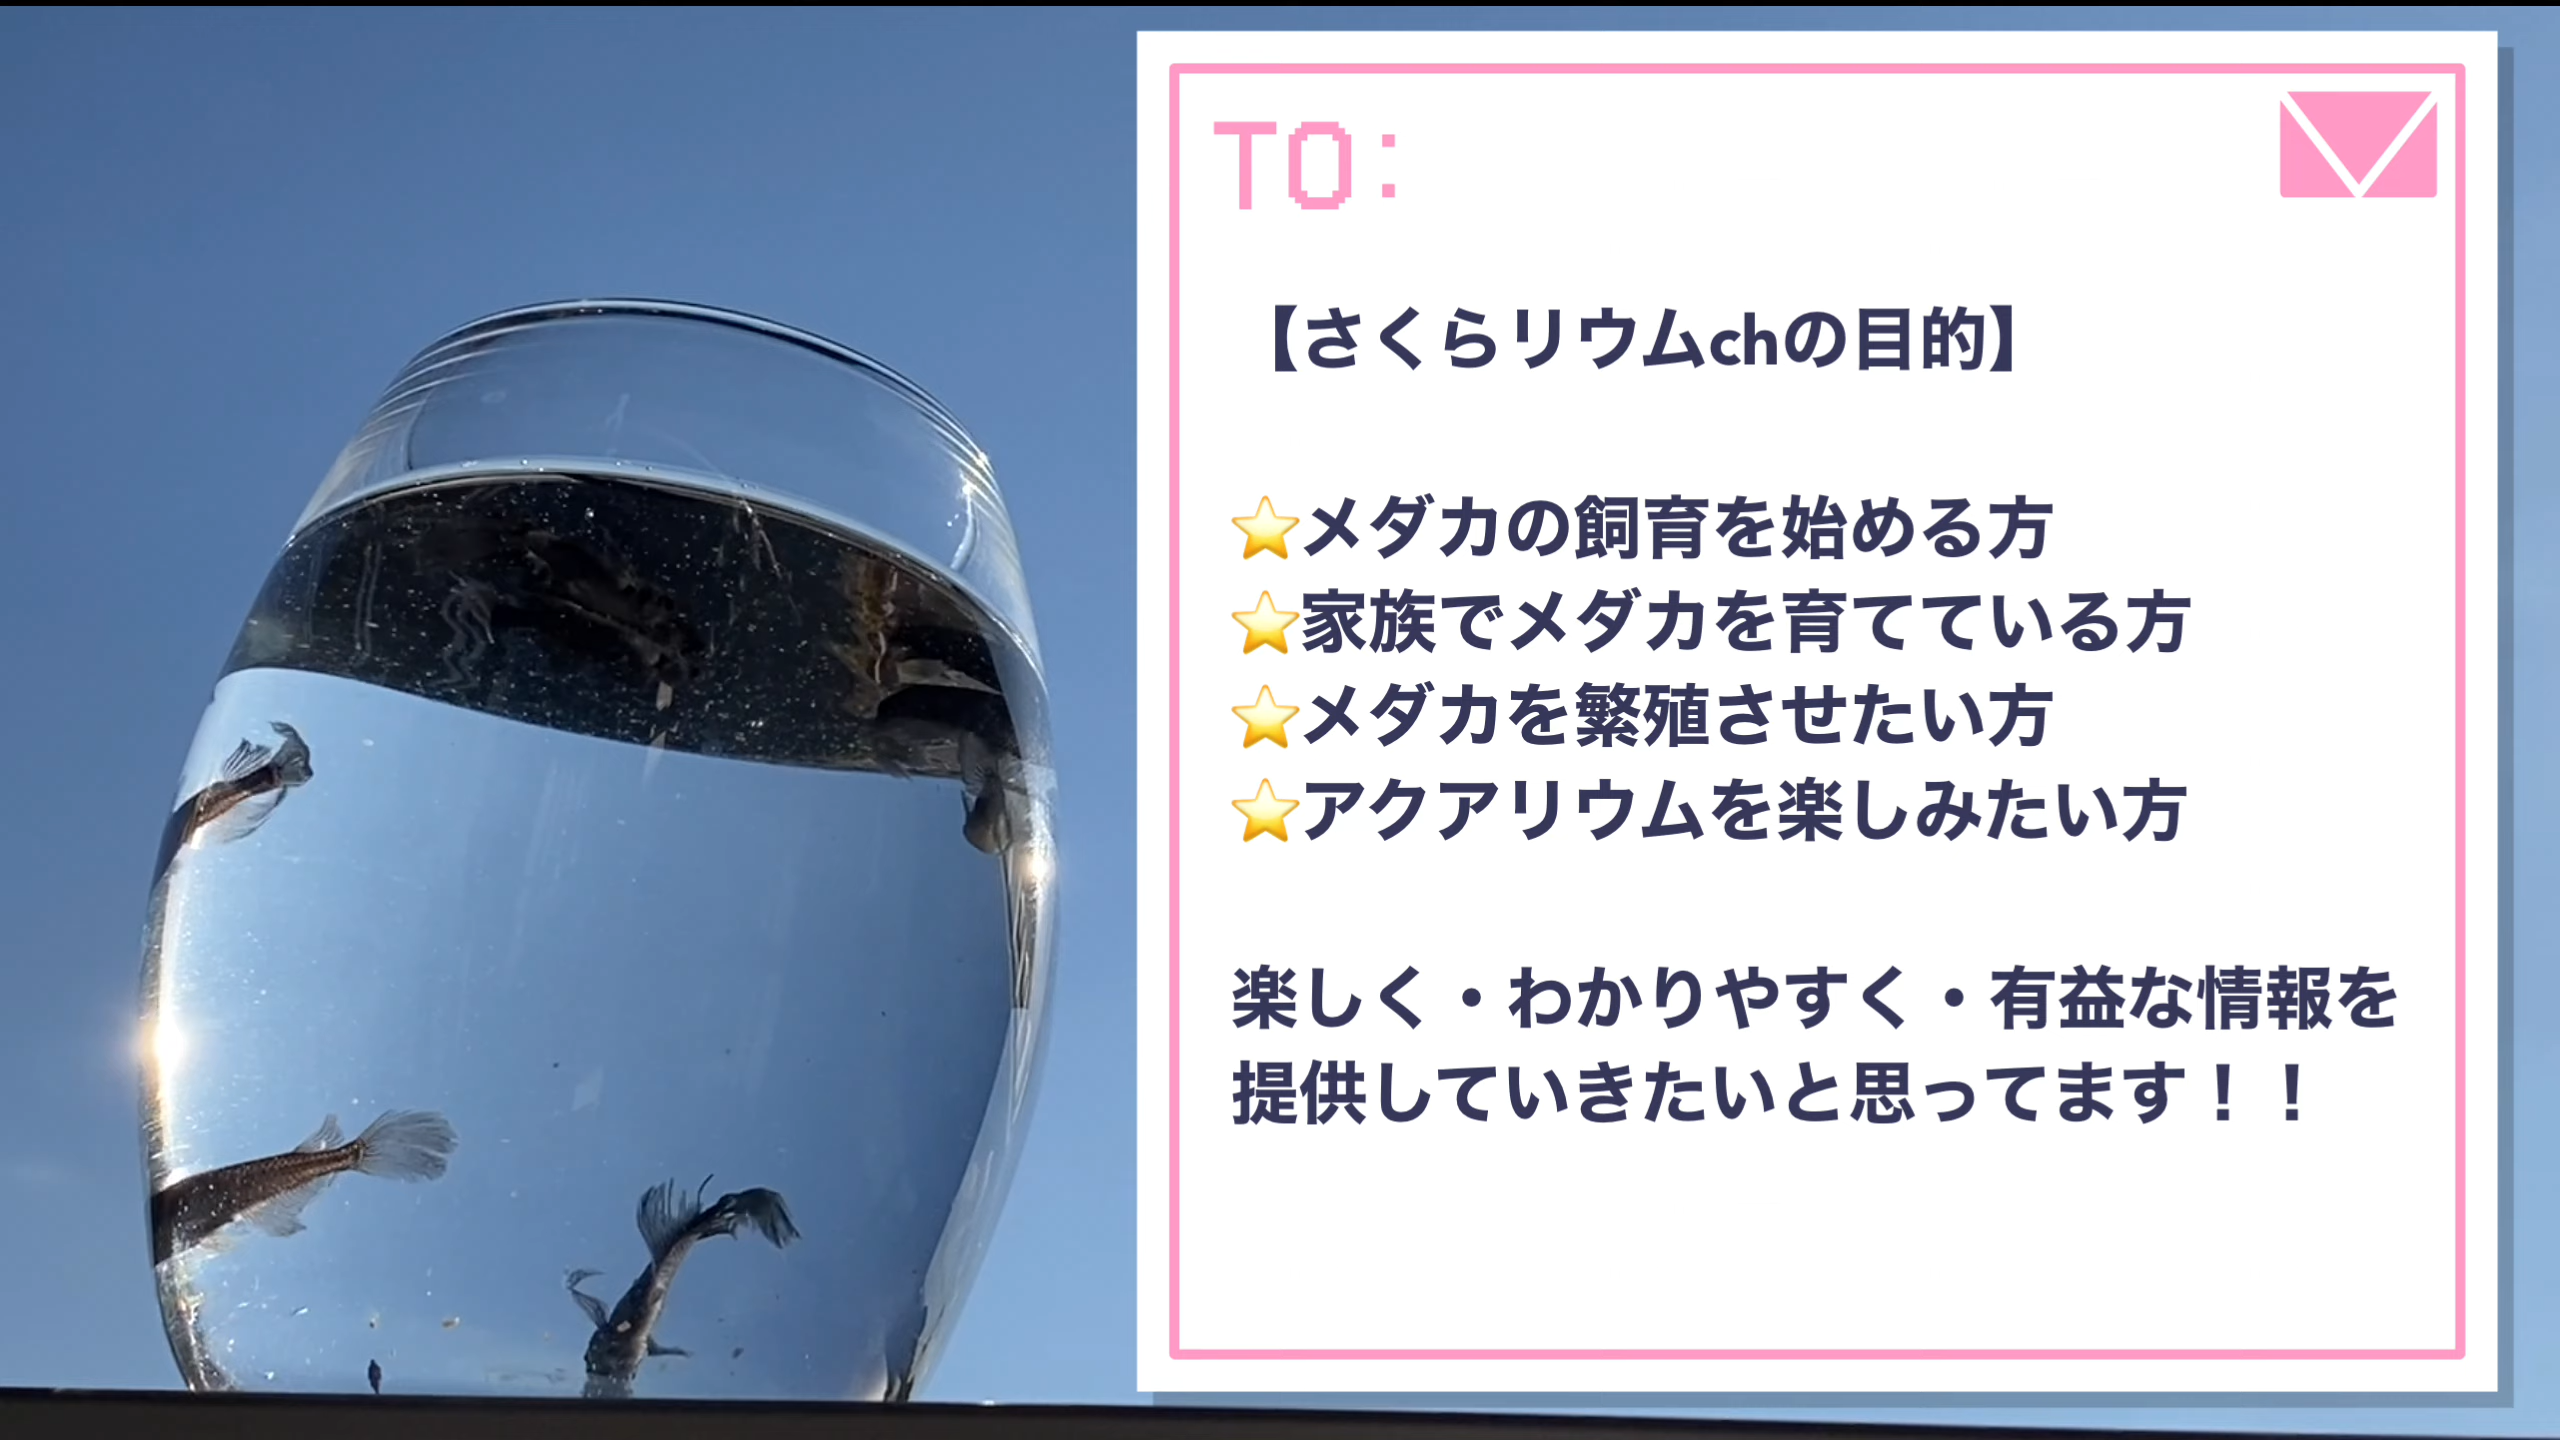 TO:
【さくらリウムchの目的】
⭐メダカの飼育を始める方
⭐家族でメダカを育てている方
⭐メダカを繁殖させたい方
⭐アクアリウムを楽しみたい方
楽しく・わかりやすく・有益な情報を
提供していきたいと思ってます！！